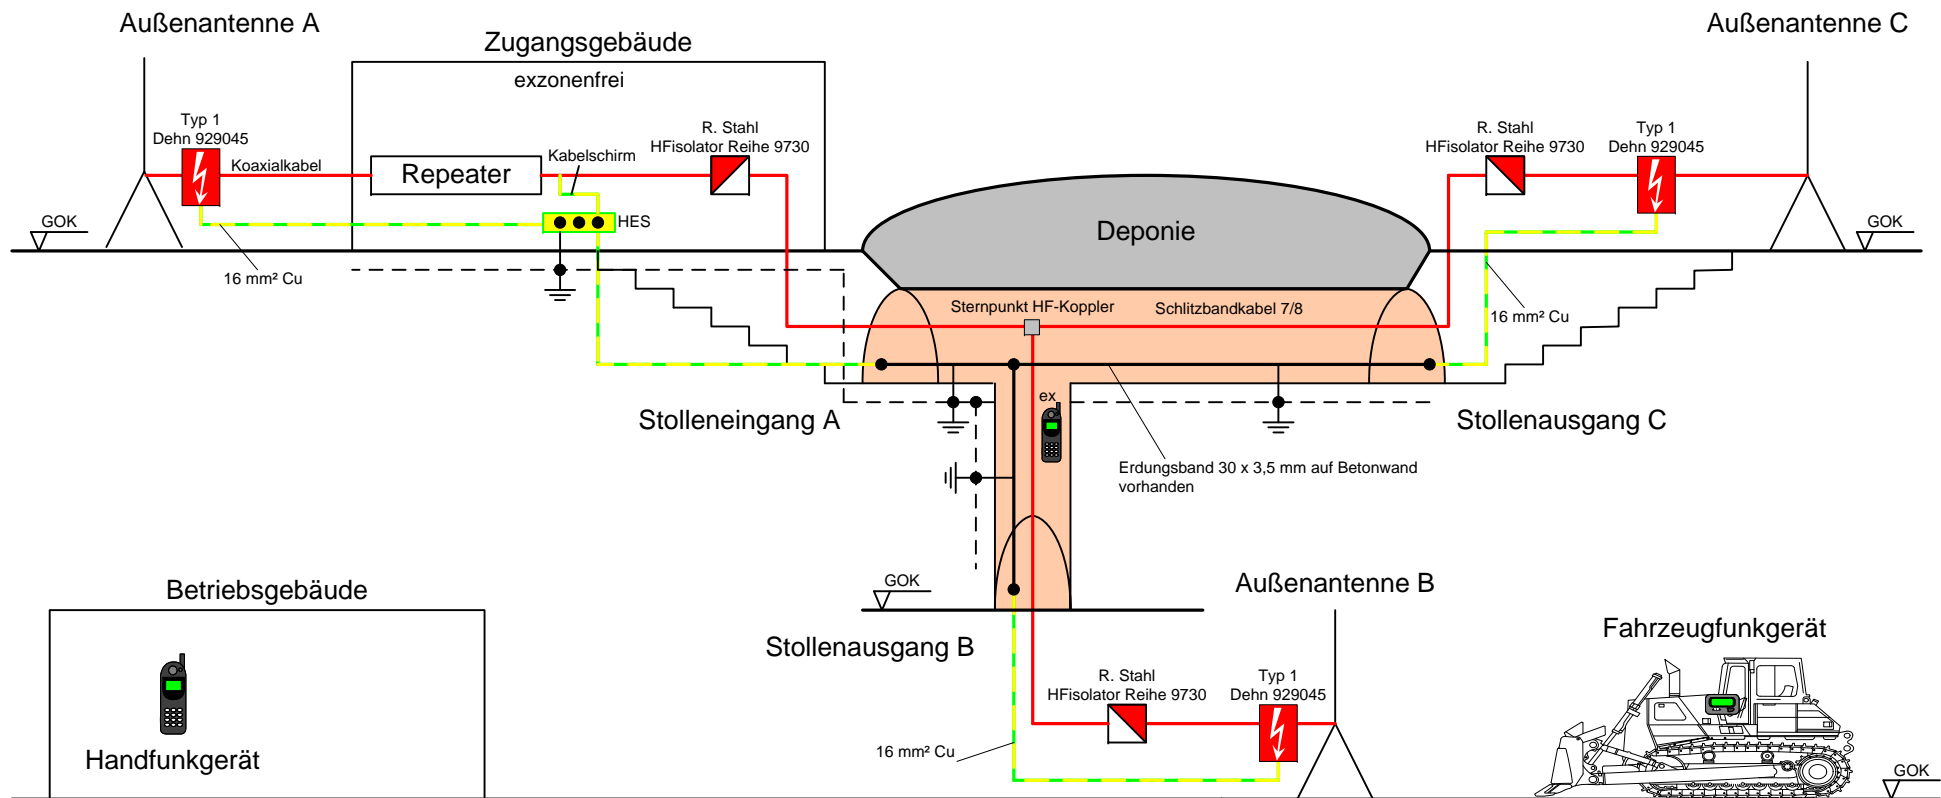 Außenantenne A
Zugangsgebäude
exzonenfrei
Außenantenne C
Typ 1
Dehn 929045
Koaxialkabel
Repeater
Kabelschirm
R. Stahl
HFisolator Reihe 9730
R. Stahl
HFisolator Reihe 9730
Typ 1
Dehn 929045
GOK
HES
Deponie
GOK
16 mm² Cu
Sternpunkt HF-Koppler
Schlitzbandkabel 7/8
16 mm² Cu
ex
Stolleneingang A
Stollenausgang C
Erdungsband 30 x 3,5 mm auf Betonwand
vorhanden
Betriebsgebäude
GOK
Außenantenne B
Stollenausgang B
Fahrzeugfunkgerät
R. Stahl
HFisolator Reihe 9730
Typ 1
Dehn 929045
16 mm² Cu
Handfunkgerät
GOK